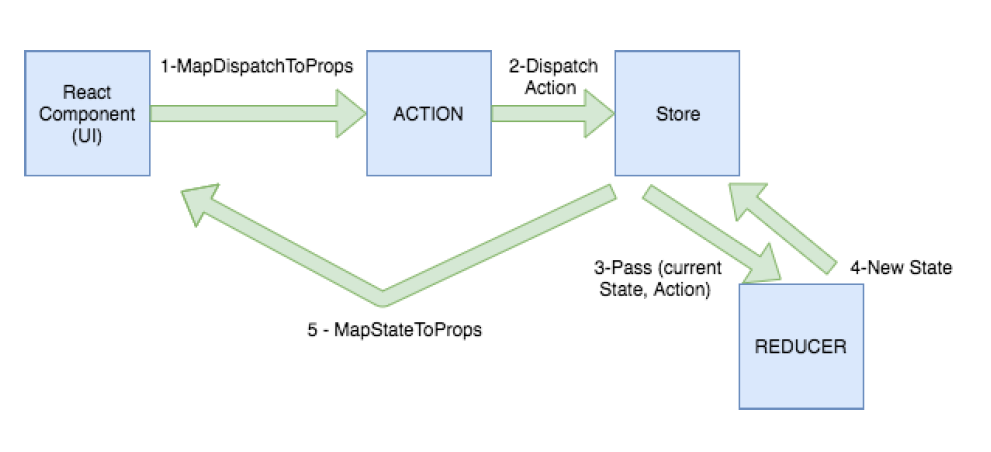 1-MapDispatchToProps
2-Dispatch
Action
React
Component
(UI)
ACTION
Store
3-Pass (current
State, Action)
4-New State
5 - MapStateToProps
REDUCER